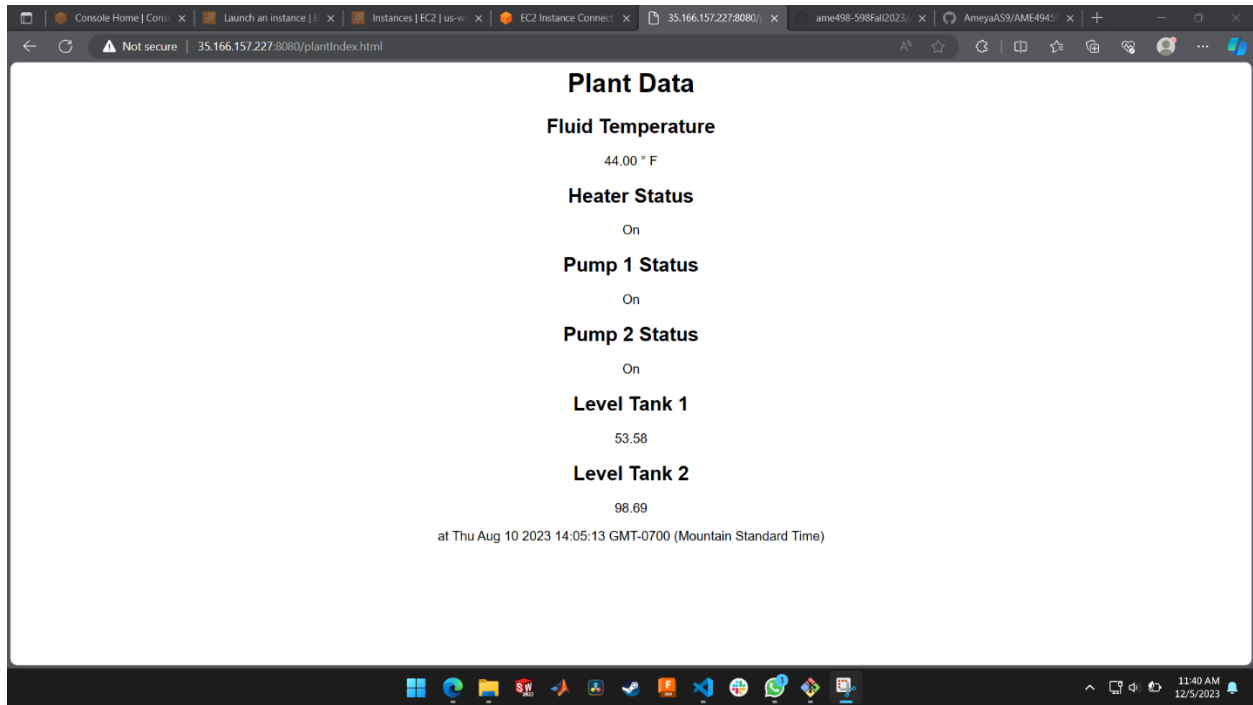 Console Home | Cons
Launch an instance | E
Instances | EC2 | us-w
EC2 Instance Connect
35.166.157.227:8080/
ame498-598Fall2023/
AmeyaAS9/AME4945
Not secure
35.166.157.227:8080/plantIndex.html
Plant Data
Fluid Temperature
44.00 ° F
Heater Status
On
Pump 1 Status
On
Pump 2 Status
On
Level Tank 1
53.58
Level Tank 2
98.69
at Thu Aug 10 2023 14:05:13 GMT-0700 (Mountain Standard Time)
11:40 AM
12/5/2023